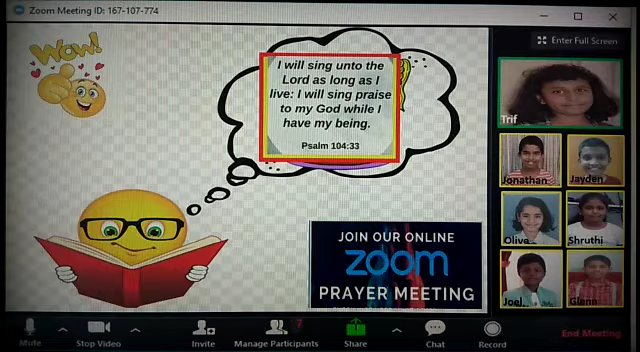 Zoom Meeting ID: 167-107-774
Enter Full Screen
Wow!
I will sing unto the
Lord as long as I
live: I will sing praise
to my God while I
have my being.
Psalm 104:33
Trif
Jonathan
Jayden
Olive
Shruthi
Joel
Glenn
JOIN OUR ONLINE
zoom
PRAYER MEETING
Mute
Stop Video
Invite
Manage Participants
7
Share
Chat
Record
End Meeting